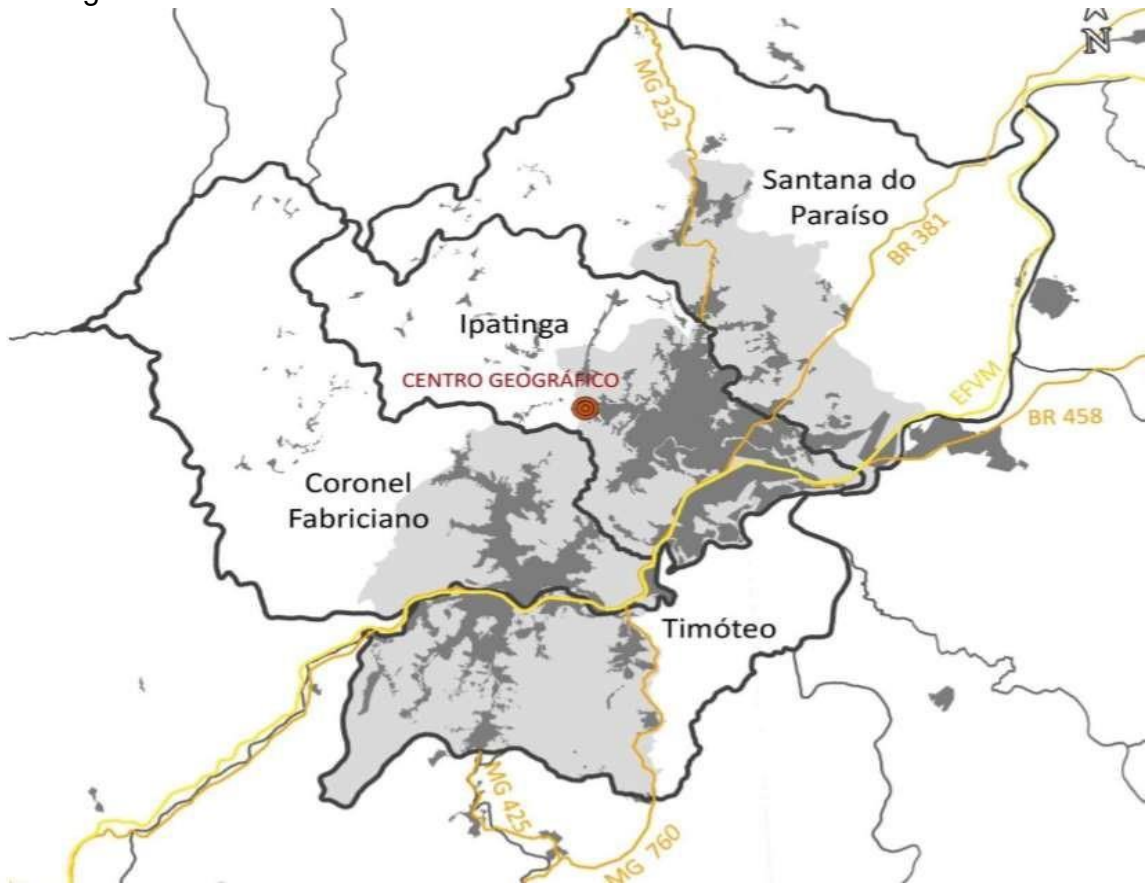 N
MG 232
Santana do
Paraíso
BR 381
Ipatinga
CENTRO GEOGRÁFICO
EFVM
BR 458
Coronel
Fabriciano
Timóteo
MG 425
MG 760